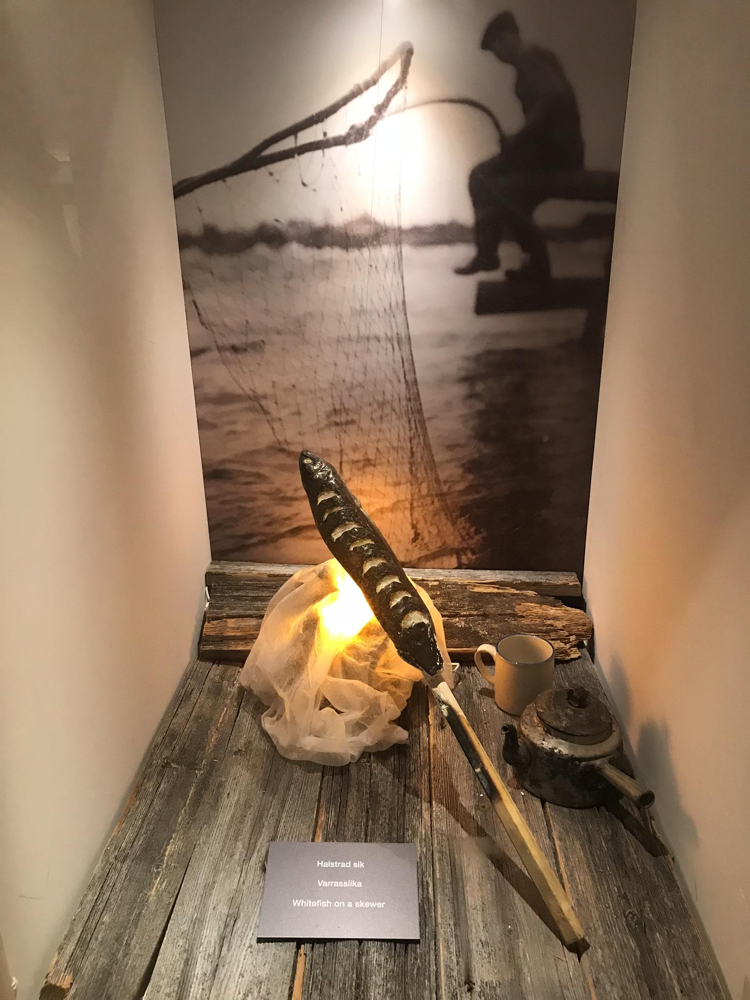 Halstrad sik
Varrassiika
Whitefish on a skewer